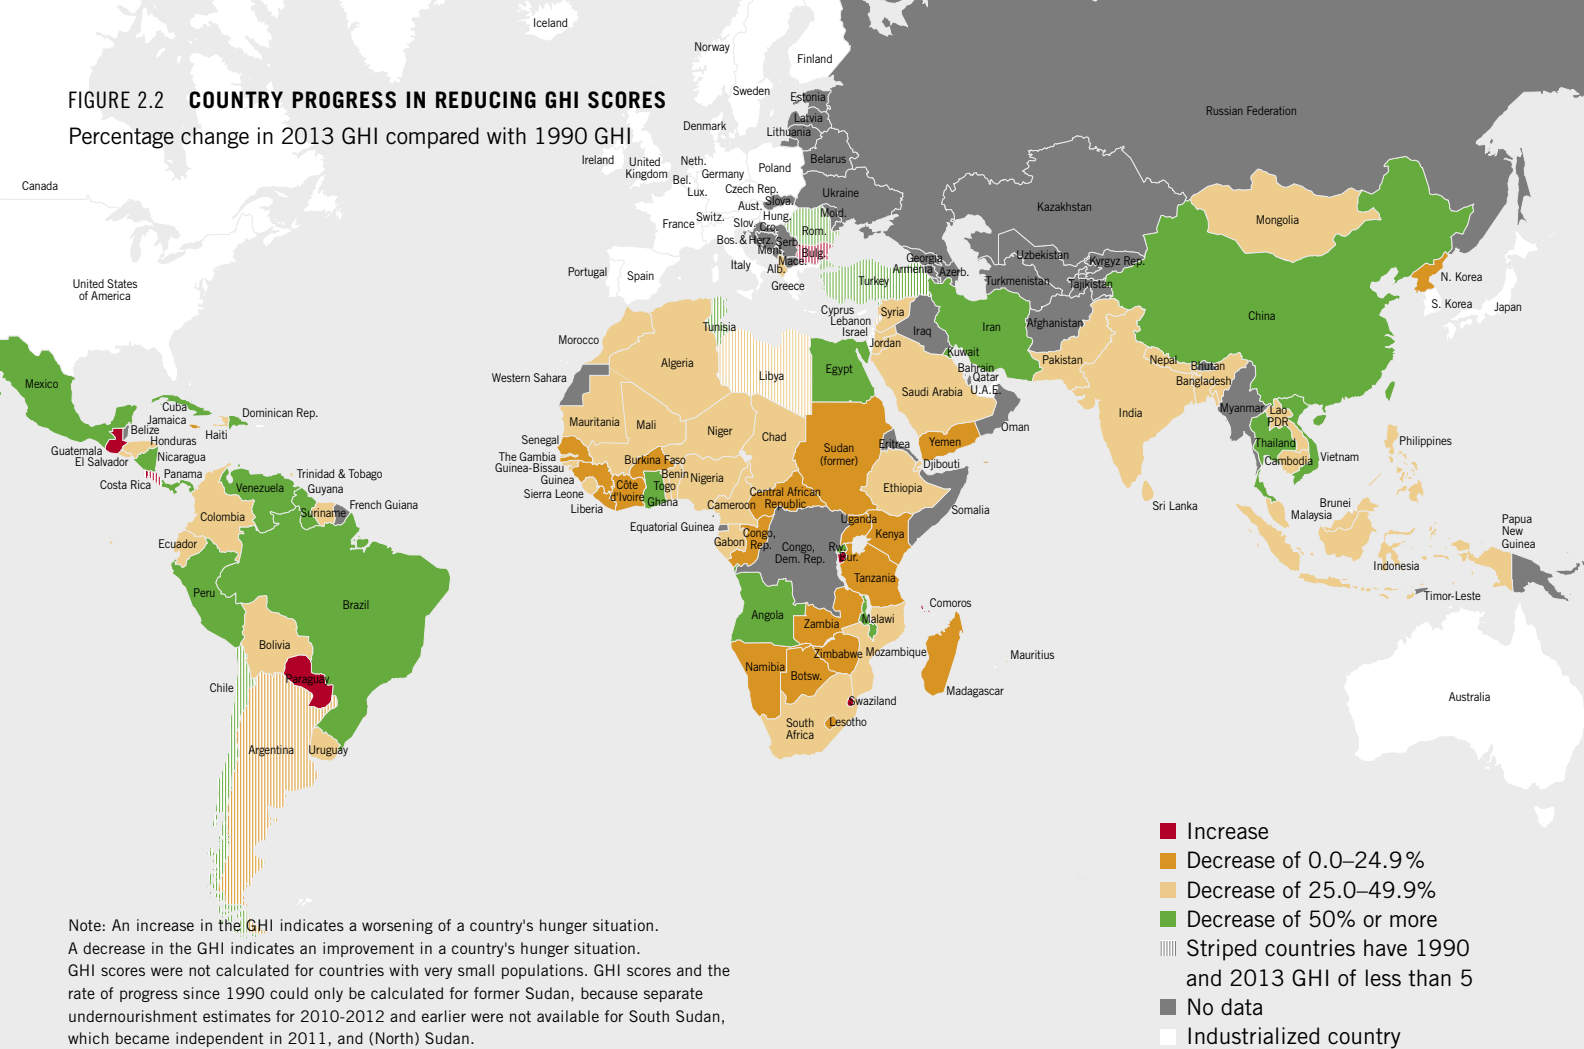 FIGURE 2.2 COUNTRY PROGRESS IN REDUCING GHI SCORES
Percentage change in 2013 GHI compared with 1990 GHI
Iceland
Norway
Finland
Sweden
Estonia
Latvia
Lithuania
Denmark
Russian Federation
Ireland
United
Kingdom
Neth.
Bel.
Lux.
Germany
Poland
Belarus
Czech Rep.
Ukraine
Canada
Aust.
Slova.
Hung.
Mold.
France
Switz.
Slov.
Cro.
Rom.
Bos. & Herz.
Serb.
Mont.
Bulg.
Mace.
Alb.
Italy
Greece
Portugal
Spain
Turkey
Georgia
Armenia
Azerb.
Kazakhstan
Uzbekistan
Kyrgyz Rep.
Turkmenistan
Tajikistan
Mongolia
N. Korea
S. Korea
Japan
China
United States
of America
Cyprus
Lebanon
Israel
Syria
Iraq
Iran
Afghanistan
Jordan
Kuwait
Bahrain
Qatar
U.A.E.
Saudi Arabia
Oman
Yemen
Pakistan
Nepal
Bhutan
Bangladesh
India
Myanmar
Lao
PDR
Thailand
Cambodia
Vietnam
Philippines
Sri Lanka
Brunei
Malaysia
Indonesia
Papua
New
Guinea
Timor-Leste
Australia
Mexico
Cuba
Jamaica
Dominican Rep.
Haiti
Belize
Honduras
Guatemala
El Salvador
Nicaragua
Panama
Costa Rica
Trinidad & Tobago
Guyana
French Guiana
Venezuela
Suriname
Colombia
Ecuador
Peru
Brazil
Bolivia
Paraguay
Chile
Argentina
Uruguay
Morocco
Tunisia
Algeria
Libya
Egypt
Western Sahara
Mauritania
Mali
Niger
Chad
Sudan
(former)
Eritrea
Djibouti
Ethiopia
Somalia
Senegal
The Gambia
Guinea-Bissau
Guinea
Sierra Leone
Liberia
Côte
d'Ivoire
Burkina Faso
Benin
Togo
Ghana
Nigeria
Cameroon
Central African
Republic
Equatorial Guinea
Gabon
Congo,
Rep.
Congo,
Dem. Rep.
Uganda
Kenya
Rw.
Bur.
Tanzania
Angola
Zambia
Malawi
Comoros
Zimbabwe
Mozambique
Mauritius
Madagascar
Namibia
Botsw.
Swaziland
Lesotho
South
Africa
Increase
Decrease of 0.0–24.9%
Decrease of 25.0–49.9%
Decrease of 50% or more
Striped countries have 1990
and 2013 GHI of less than 5
No data
Industrialized country
Note: An increase in the GHI indicates a worsening of a country's hunger situation.
A decrease in the GHI indicates an improvement in a country's hunger situation.
GHI scores were not calculated for countries with very small populations. GHI scores and the
rate of progress since 1990 could only be calculated for former Sudan, because separate
undernourishment estimates for 2010-2012 and earlier were not available for South Sudan,
which became independent in 2011, and (North) Sudan.